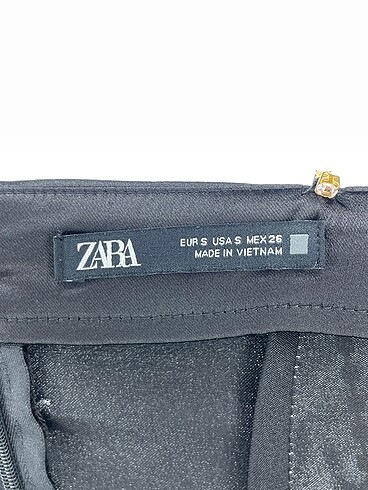 ZARA
EUR S USA S MEX 26
MADE IN VIETNAM